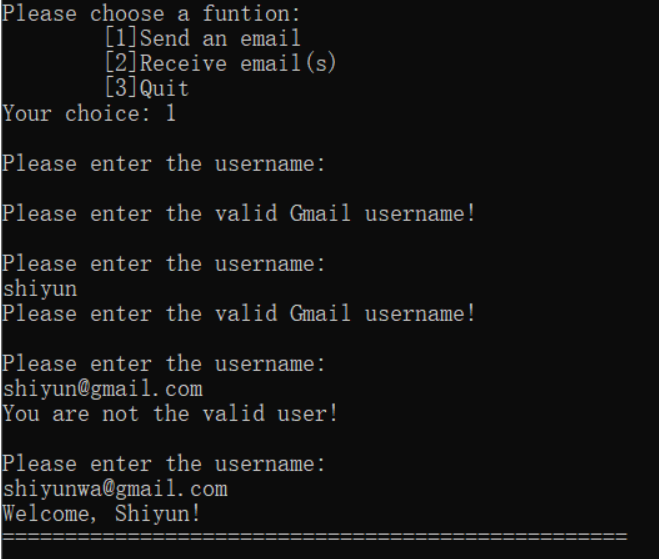 Please choose a funtion:
[1]Send an email
[2]Receive email(s)
[3]Quit
Your choice: 1
Please enter the username:
Please enter the valid Gmail username!
Please enter the username:
shiyun
Please enter the valid Gmail username!
Please enter the username:
shiyun@gmail.com
You are not the valid user!
Please enter the username:
shiyunwa@gmail.com
Welcome, Shiyun!
==================================================